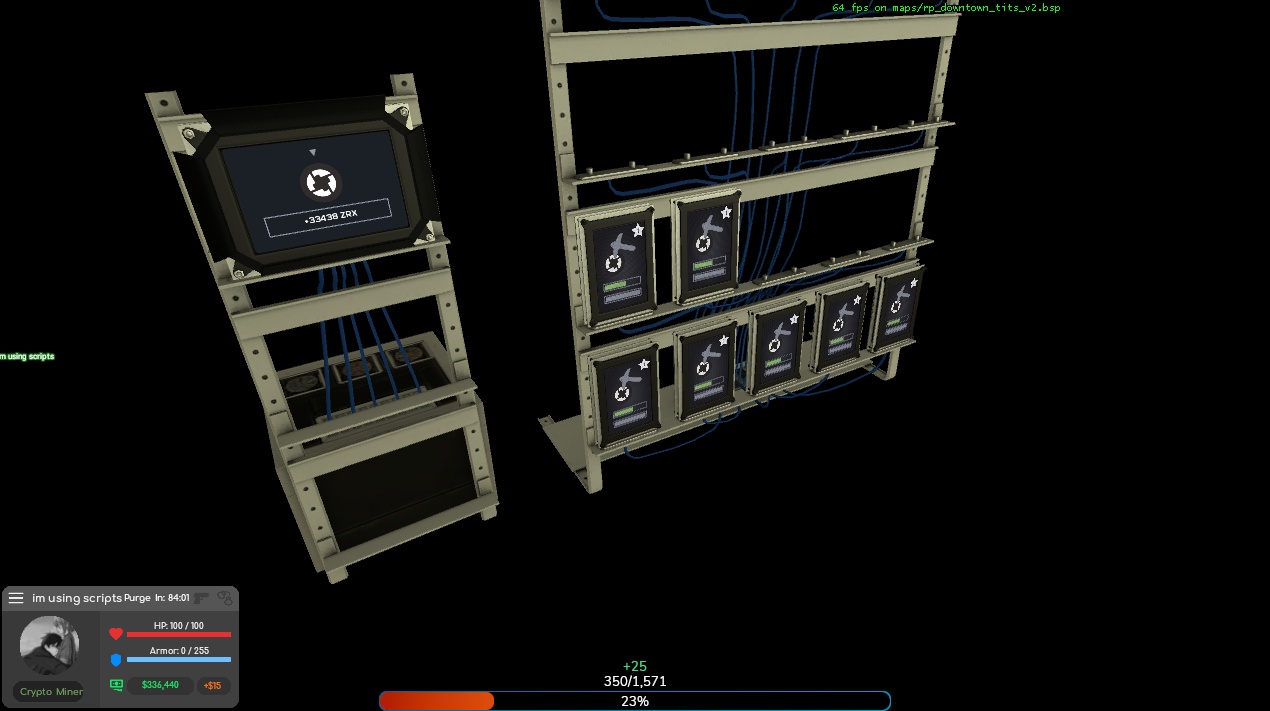 64 fps on maps/rp_downtown_tits_v2.bsp
+33438 ZRX
m using scripts
im using scripts Purge In: 84:01
HP: 100 / 100
Armor: 0 / 255
Crypto Miner
$336,440 +$15
+25
350/1,571
23%